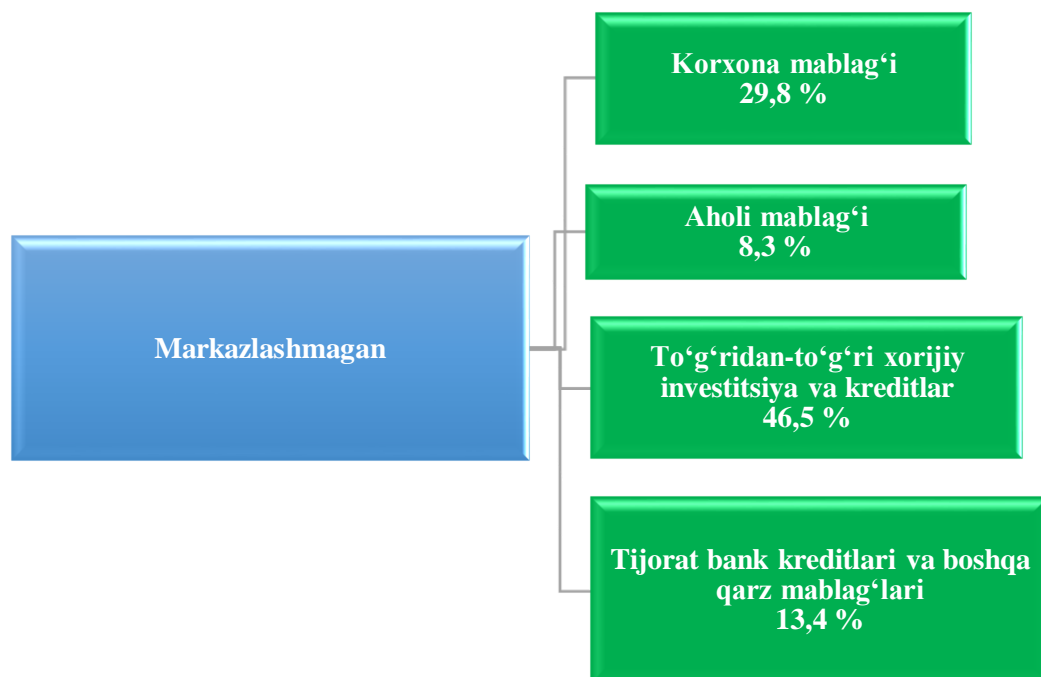 Korxona mablag‘i
29,8 %
Aholi mablag‘i
8,3 %
Markazlashmagan
To‘g‘ridan-to‘g‘ri xorijiy
investitsiya va kreditlar
46,5 %
Tijorat bank kreditlari va boshqa
qarz mablag‘lari
13,4 %